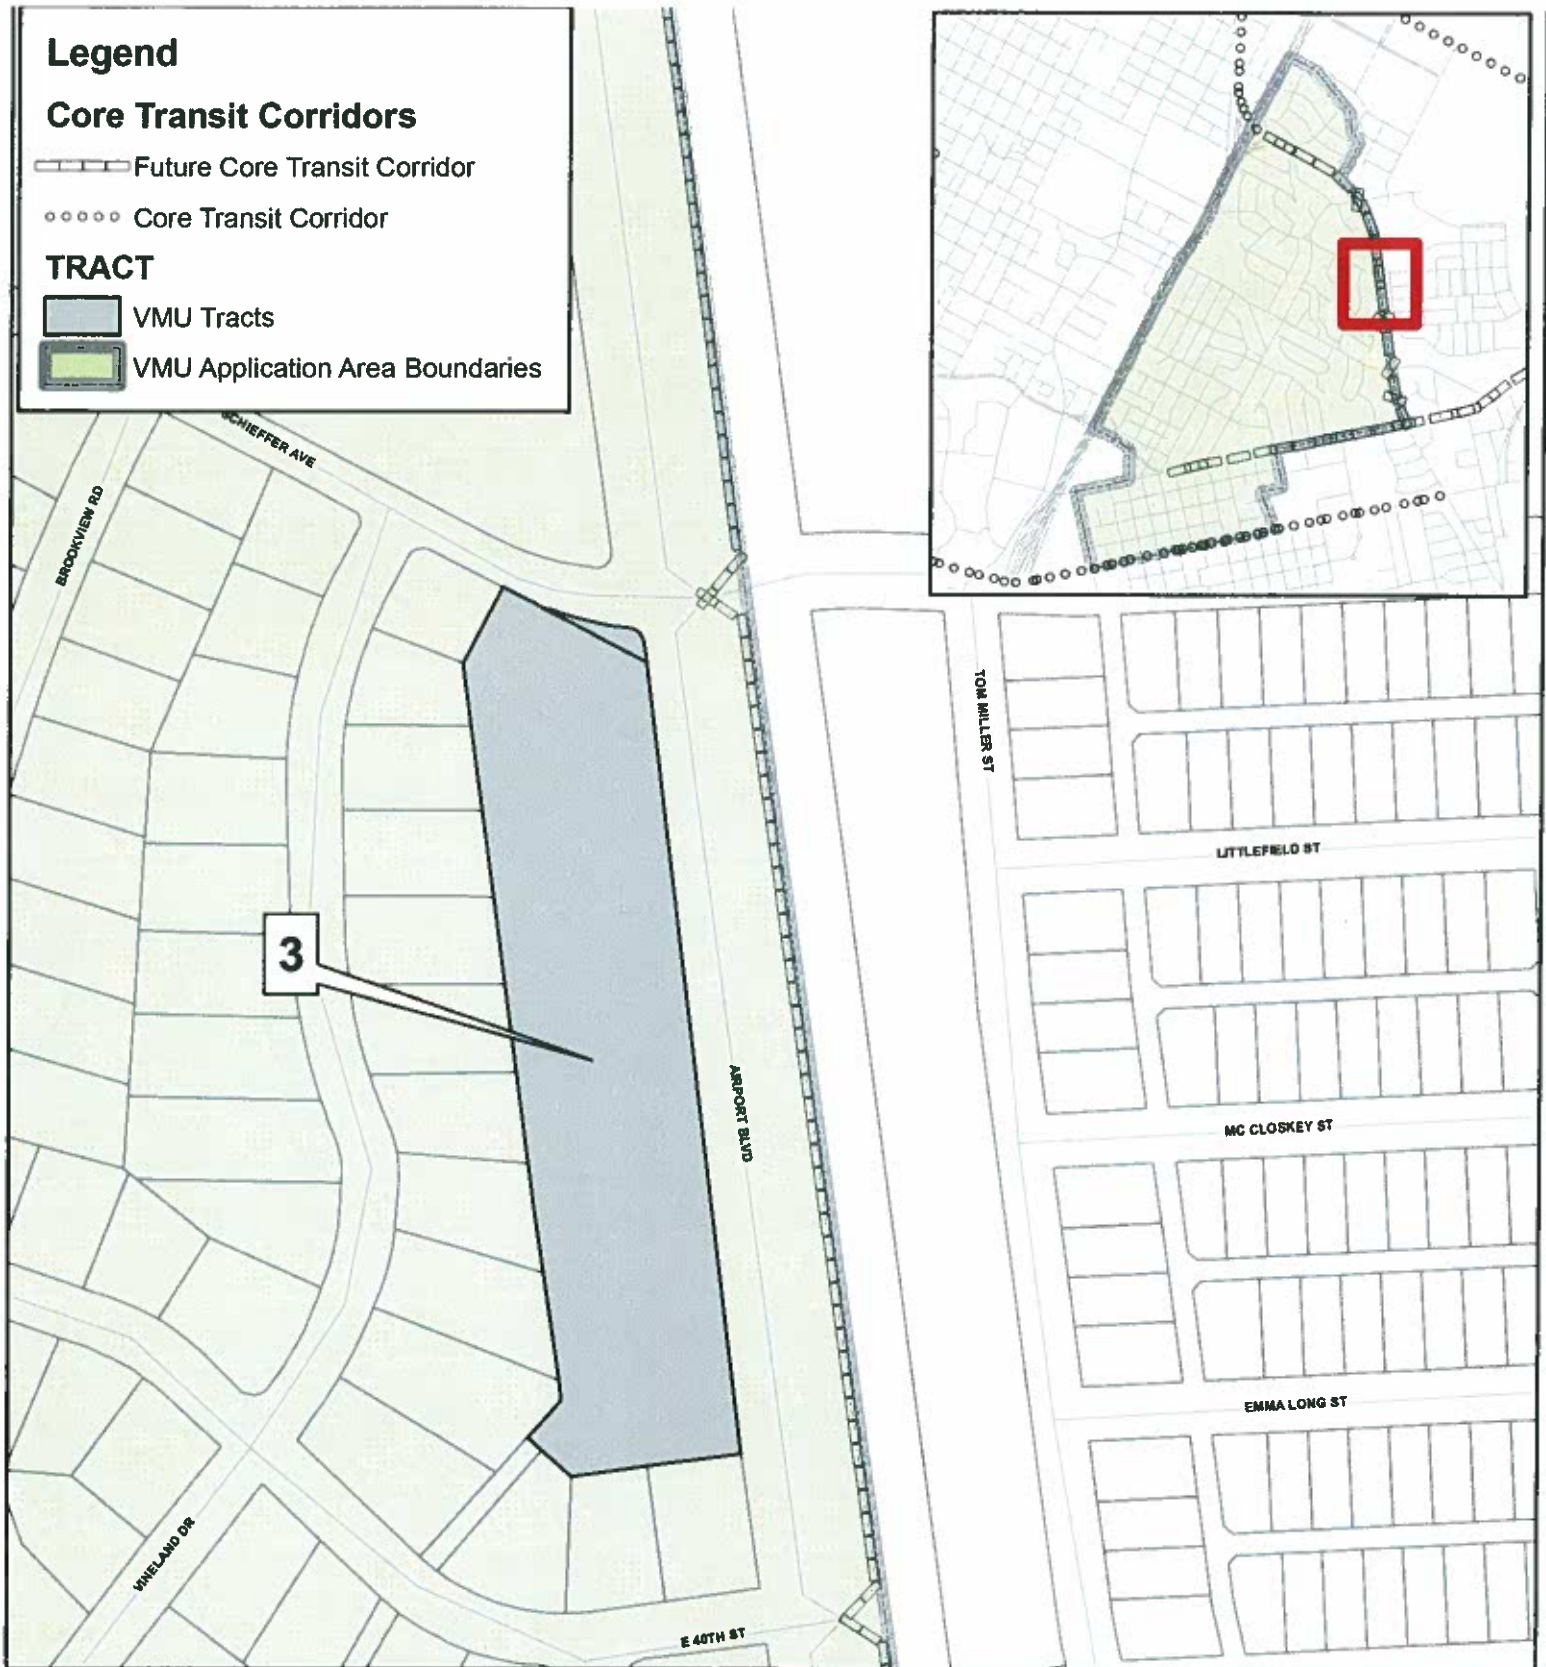 Legend
Core Transit Corridors
Future Core Transit Corridor
Core Transit Corridor
TRACT
VMU Tracts
VMU Application Area Boundaries
SCHIEFFER AVE
BROOKVIEW RD
TOM MILLER ST
LITTLEFIELD ST
3
AIRPORT BLVD
MC CLOSKEY ST
EMMA LONG ST
VINELAND DR
E 40TH ST